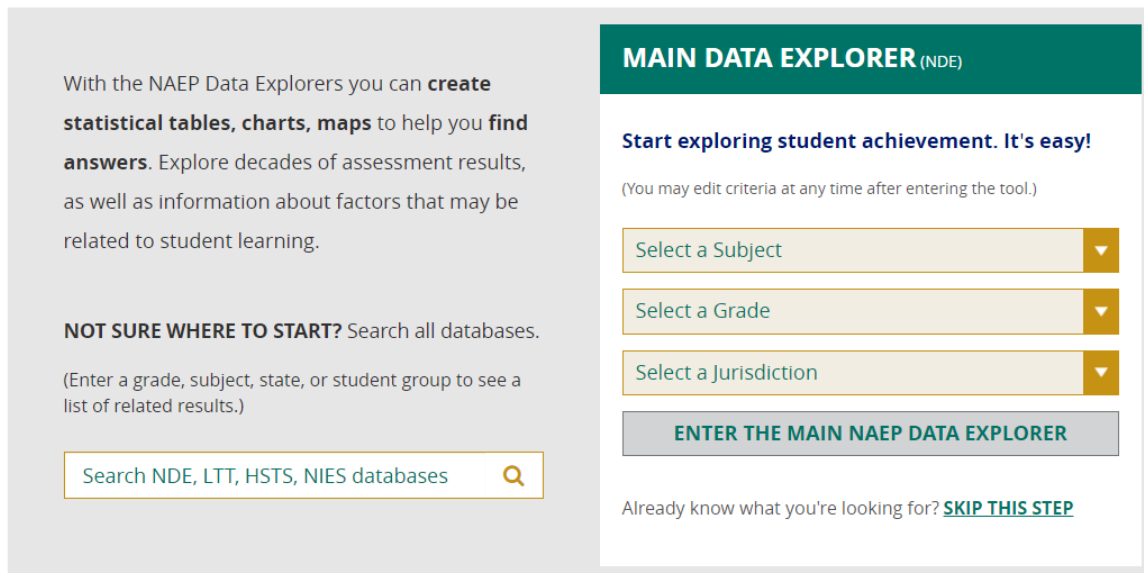 With the NAEP Data Explorers you can create
statistical tables, charts, maps to help you find
answers. Explore decades of assessment results,
as well as information about factors that may be
related to student learning.
NOT SURE WHERE TO START? Search all databases.
(Enter a grade, subject, state, or student group to see a
list of related results.)
Search NDE, LTT, HSTS, NIES databases
MAIN DATA EXPLORER (NDE)
Start exploring student achievement. It's easy!
(You may edit criteria at any time after entering the tool.)
Select a Subject
Select a Grade
Select a Jurisdiction
ENTER THE MAIN NAEP DATA EXPLORER
Already know what you're looking for? SKIP THIS STEP